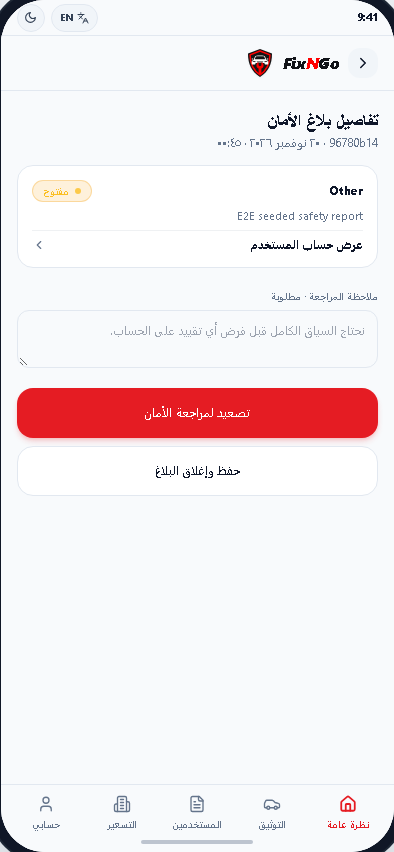 9:41
EN
FixNGo
تفاصيل بلاغ الأمان
96780b14 · ٢٠ نوفمبر ٢٠٢٦، ٠٠:٤٥
Other
مفتوح
E2E seeded safety report
عرض حساب المستخدم
ملاحظة المراجعة · مطلوبة
نحتاج السياق الكامل قبل فرض أي تقييد على الحساب.
تصعيد لمراجعة الأمان
حفظ وإغلاق البلاغ
نظرة عامة
التوثيق
المستخدمين
التسعير
حسابي